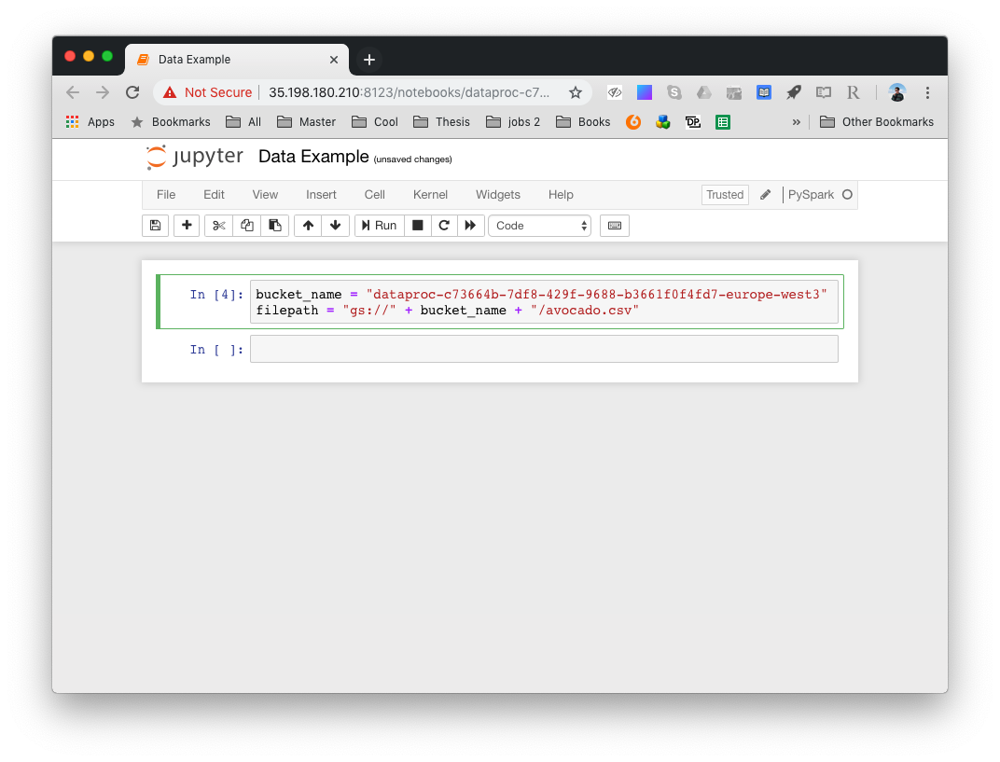 Data Example
Not Secure 35.198.180.210:8123/notebooks/dataproc-c7...
Apps Bookmarks All Master Cool Thesis jobs 2 Books DP. » Other Bookmarks
jupyter Data Example (unsaved changes)
File Edit View Insert Cell Kernel Widgets Help Trusted PySpark
Run Code
In [4]: bucket_name = "dataproc-c73664b-7df8-429f-9688-b3661f0f4fd7-europe-west3"
filepath = "gs://" + bucket_name + "/avocado.csv"
In [ ]: